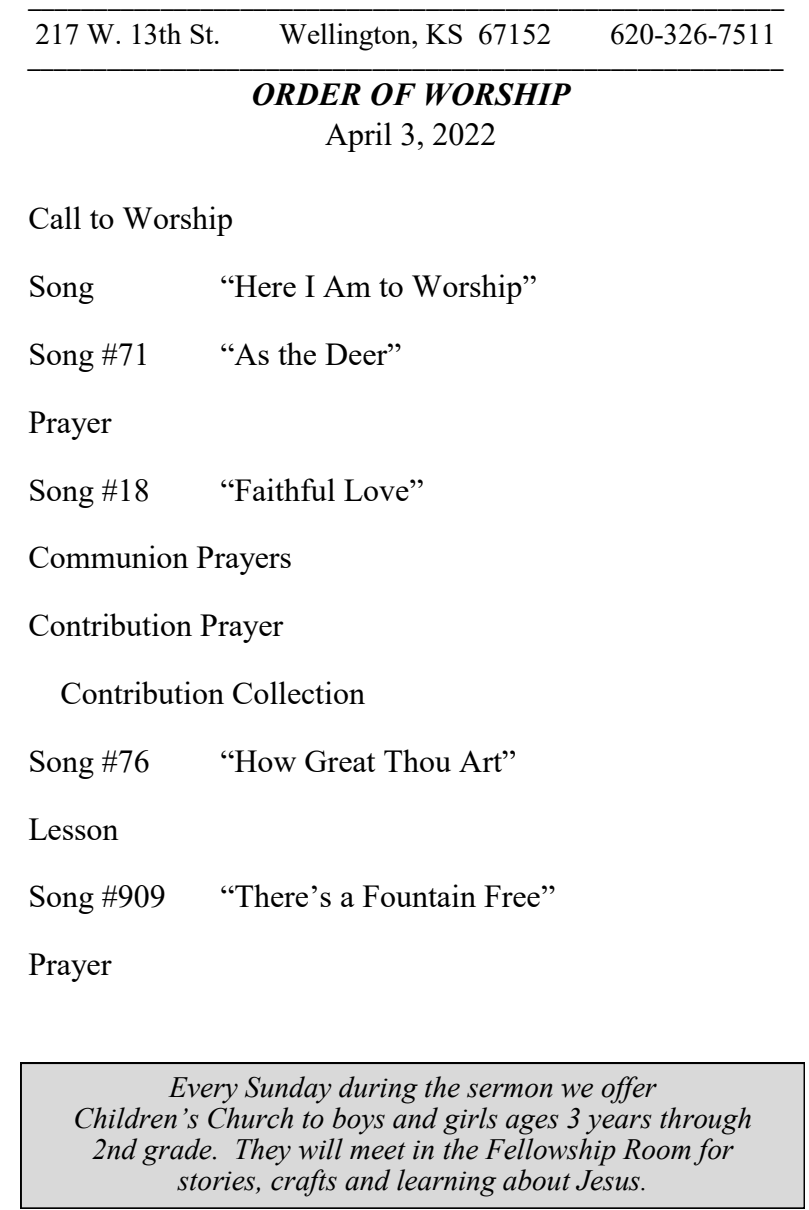 217 W. 13th St. Wellington, KS 67152 620-326-7511
ORDER OF WORSHIP
April 3, 2022
Call to Worship
Song “Here I Am to Worship”
Song #71 “As the Deer”
Prayer
Song #18 “Faithful Love”
Communion Prayers
Contribution Prayer
Contribution Collection
Song #76 “How Great Thou Art”
Lesson
Song #909 “There’s a Fountain Free”
Prayer
Every Sunday during the sermon we offer
Children’s Church to boys and girls ages 3 years through
2nd grade. They will meet in the Fellowship Room for
stories, crafts and learning about Jesus.